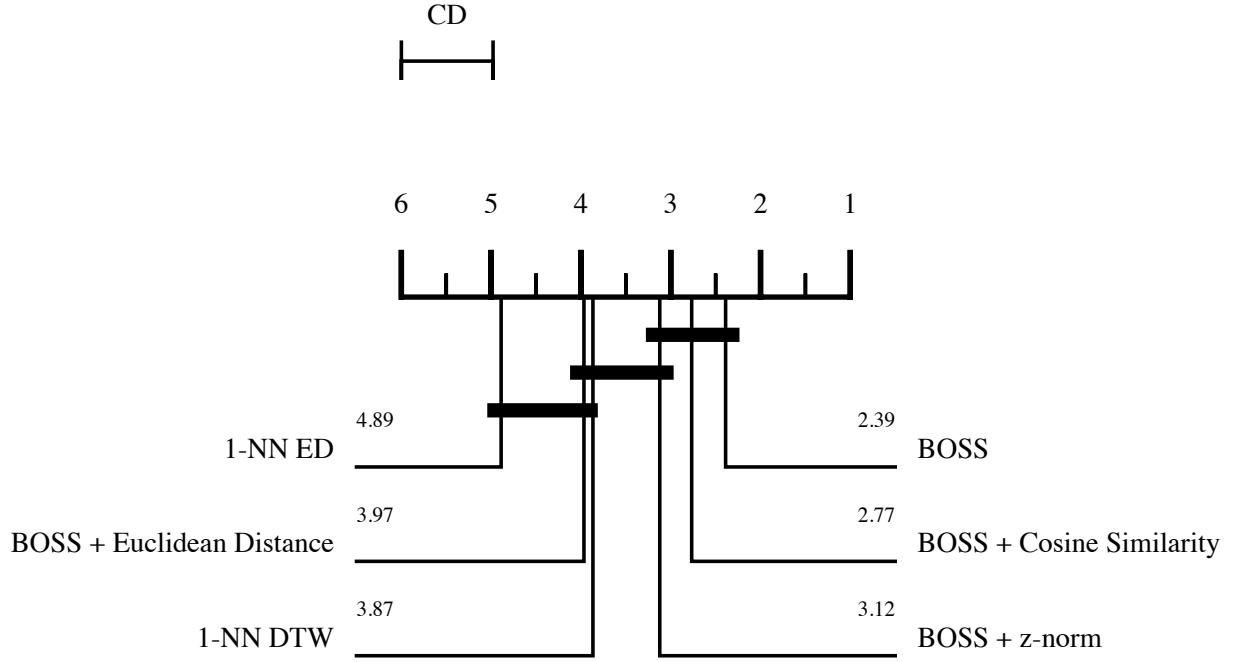 CD
6 5 4 3 2 1
4.89 2.39
1-NN ED BOSS
3.97 2.77
BOSS + Euclidean Distance BOSS + Cosine Similarity
3.87 3.12
1-NN DTW BOSS + z-norm